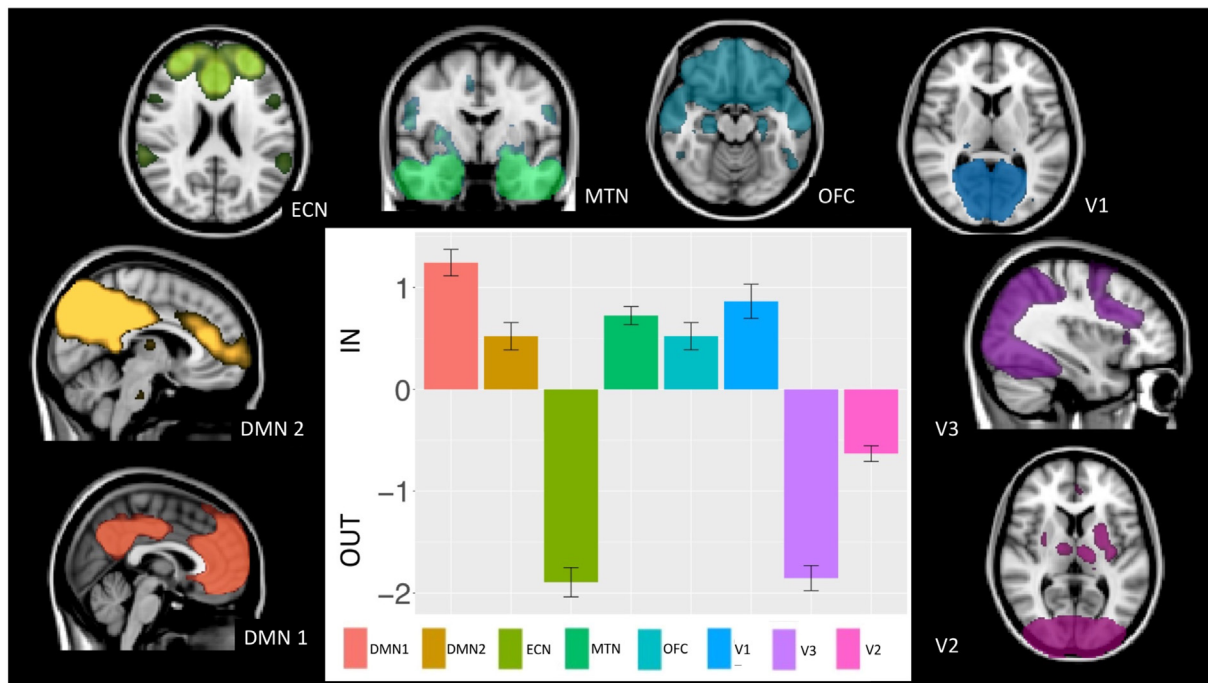 ECN
MTN
OFC
V1
DMN 2
V3
DMN 1
V2
IN
OUT
1
0
−1
−2
DMN1 DMN2 ECN MTN OFC V1 V3 V2